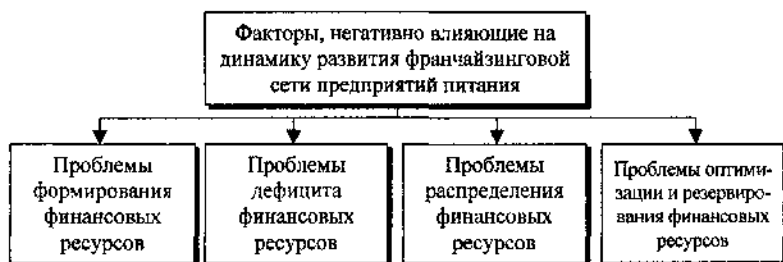 Факторы, негативно влияющие на
динамику развития франчайзинговой
сети предприятий питания
Проблемы
формирования
финансовых
ресурсов
Проблемы
дефицита
финансовых
ресурсов
Проблемы
распределения
финансовых
ресурсов
Проблемы оптими-
зации и резервиро-
вания финансовых
ресурсов